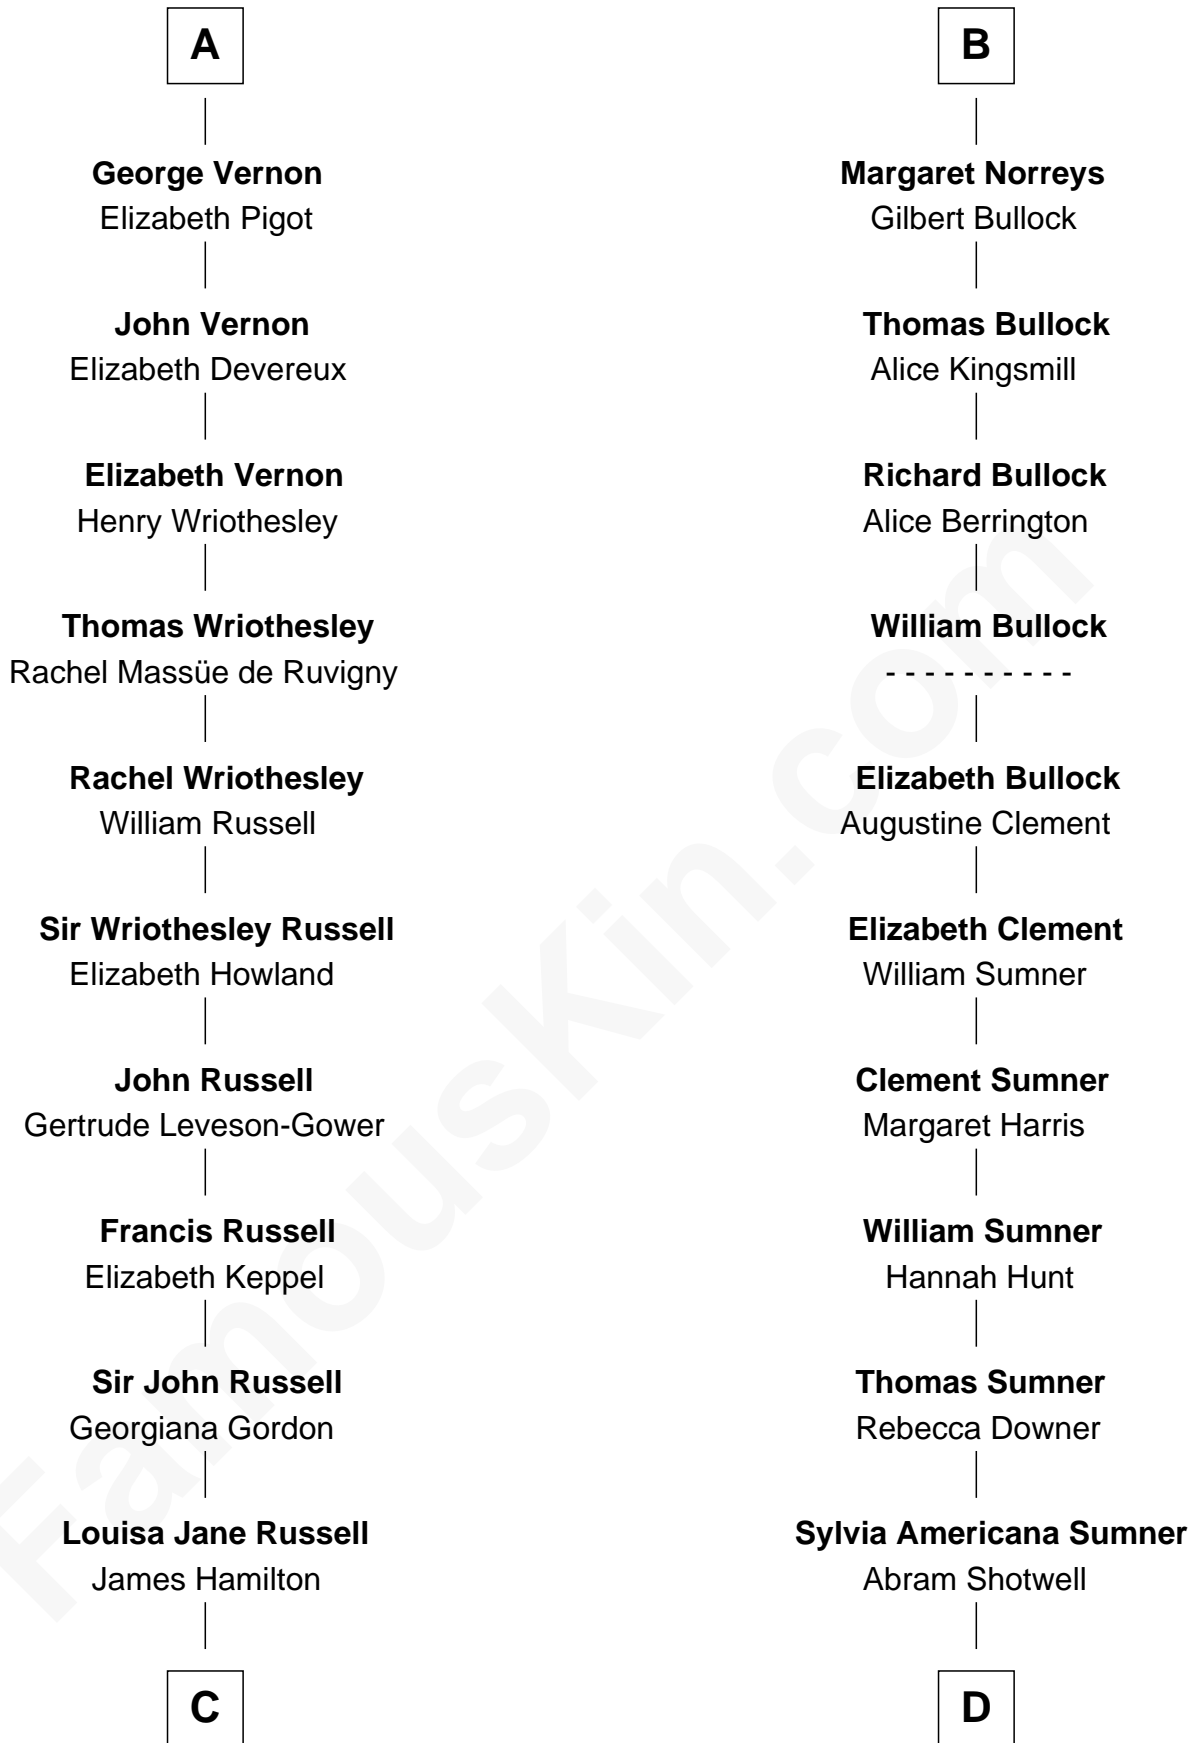 A
George Vernon
Elizabeth Pigot
John Vernon
Elizabeth Devereux
Elizabeth Vernon
Henry Wriothesley
Thomas Wriothesley
Rachel Massüe de Ruvigny
Rachel Wriothesley
William Russell
Sir Wriothesley Russell
Elizabeth Howland
John Russell
Gertrude Leveson-Gower
Francis Russell
Elizabeth Keppel
Sir John Russell
Georgiana Gordon
Louisa Jane Russell
James Hamilton
C
B
Margaret Norreys
Gilbert Bullock
Thomas Bullock
Alice Kingsmill
Richard Bullock
Alice Berrington
William Bullock
- - - - - - - - - -
Elizabeth Bullock
Augustine Clement
Elizabeth Clement
William Sumner
Clement Sumner
Margaret Harris
William Sumner
Hannah Hunt
Thomas Sumner
Rebecca Downer
Sylvia Americana Sumner
Abram Shotwell
D
FamousKin.com